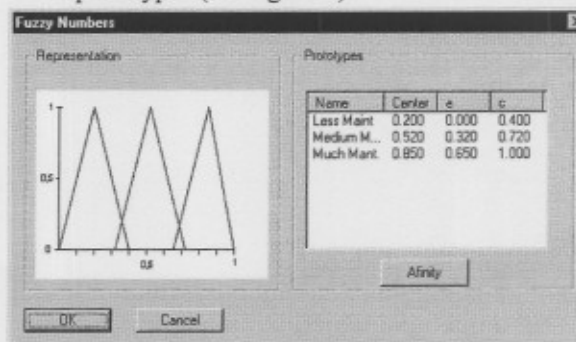 Fuzzy Numbers
Representation
1
0,5
0
0,5
1
Prototypes
Name Center e c
Less Maint 0.200 0.000 0.400
Medium M... 0.520 0.320 0.720
Much Mant. 0.850 0.650 1.000
Afinity
OK Cancel